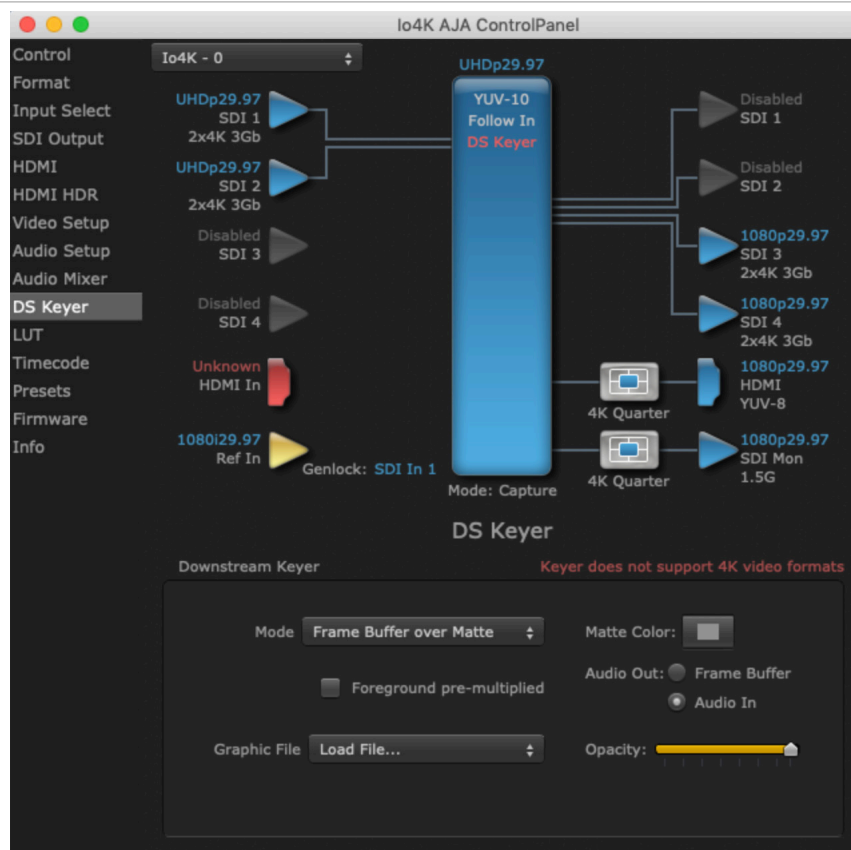 Io4K AJA ControlPanel
Control
Format
Input Select
SDI Output
HDMI
HDMI HDR
Video Setup
Audio Setup
Audio Mixer
DS Keyer
LUT
Timecode
Presets
Firmware
Info
Io4K - 0
UHDp29.97
SDI 1
2x4K 3Gb
UHDp29.97
SDI 2
2x4K 3Gb
Disabled
SDI 3
Disabled
SDI 4
Unknown
HDMI In
1080i29.97
Ref In
Genlock: SDI In 1
UHDp29.97
YUV-10
Follow In
DS Keyer
Mode: Capture
Disabled
SDI 1
Disabled
SDI 2
1080p29.97
SDI 3
2x4K 3Gb
1080p29.97
SDI 4
2x4K 3Gb
4K Quarter
1080p29.97
HDMI
YUV-8
4K Quarter
1080p29.97
SDI Mon
1.5G
DS Keyer
Downstream Keyer
Keyer does not support 4K video formats
Mode Frame Buffer over Matte
Matte Color:
Foreground pre-multiplied
Audio Out: Frame Buffer
Audio In
Graphic File Load File...
Opacity: